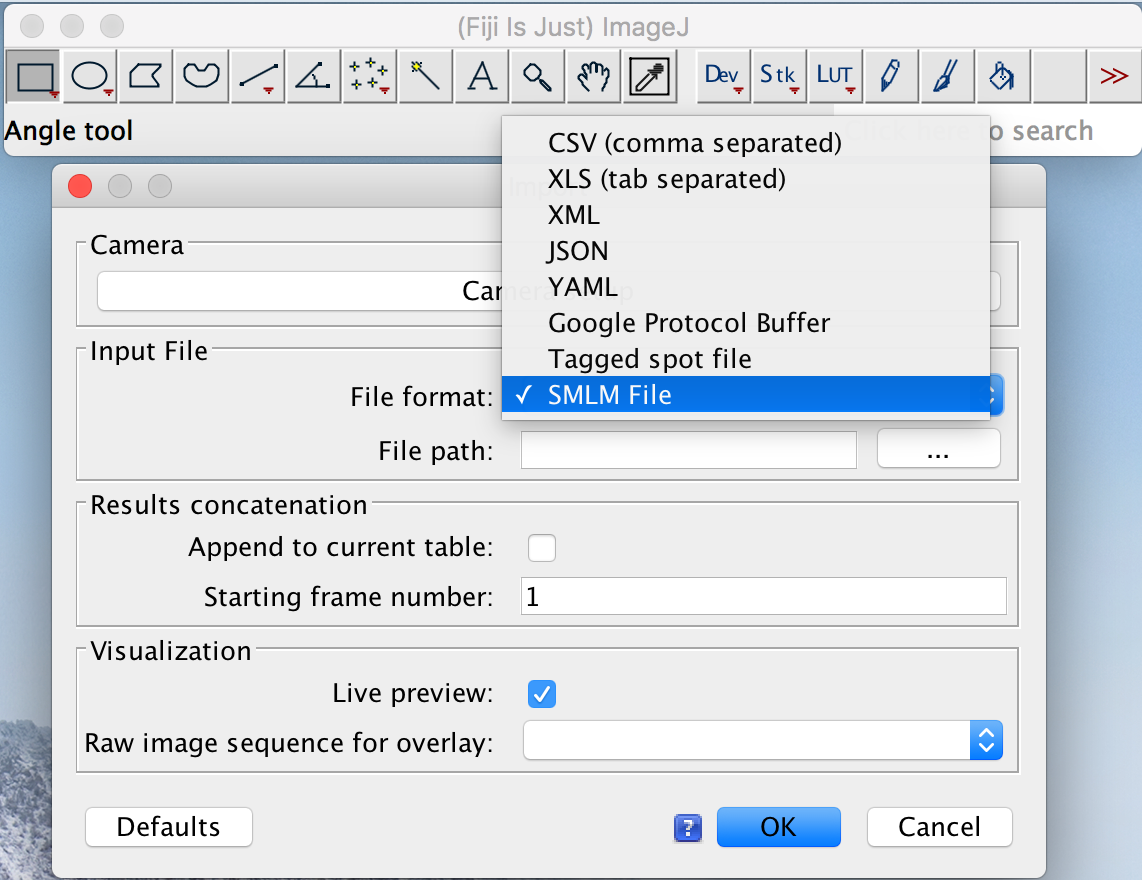 (Fiji Is Just) ImageJ
Dev Stk LUT >>
Angle tool
Click here to search
CSV (comma separated)
XLS (tab separated)
XML
JSON
YAML
Google Protocol Buffer
Tagged spot file
✓ SMLM File
Camera
Input File
File format:
File path:
...
Results concatenation
Append to current table:
Starting frame number: 1
Visualization
Live preview:
Raw image sequence for overlay:
Defaults
?
OK
Cancel